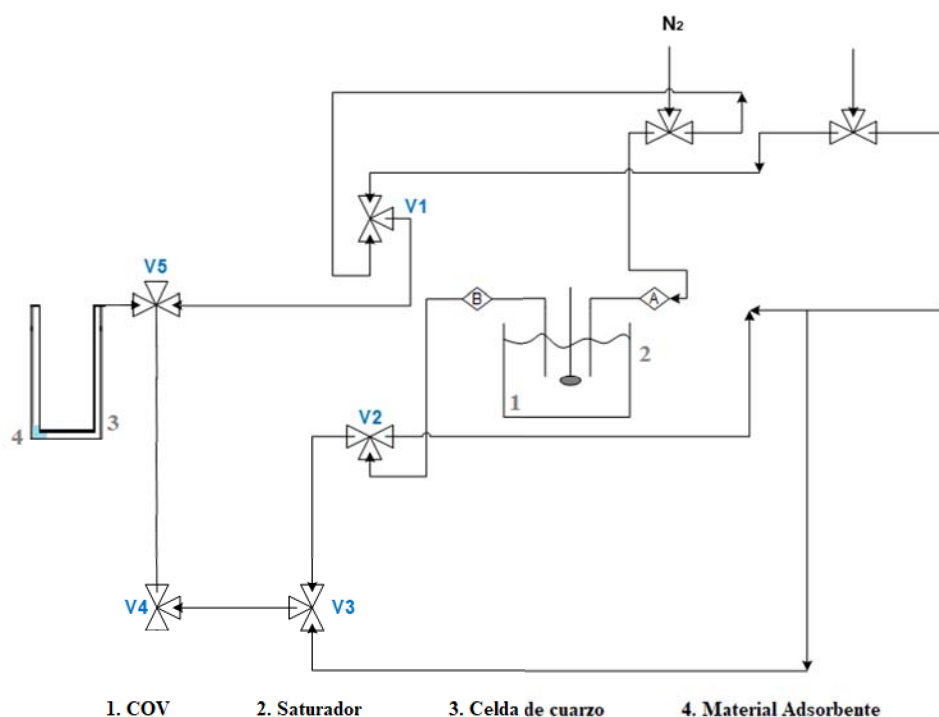 N2
V1
V5
B
A
2
1
4
3
V2
V4
V3
1. COV 2. Saturador 3. Celda de cuarzo 4. Material Adsorbente